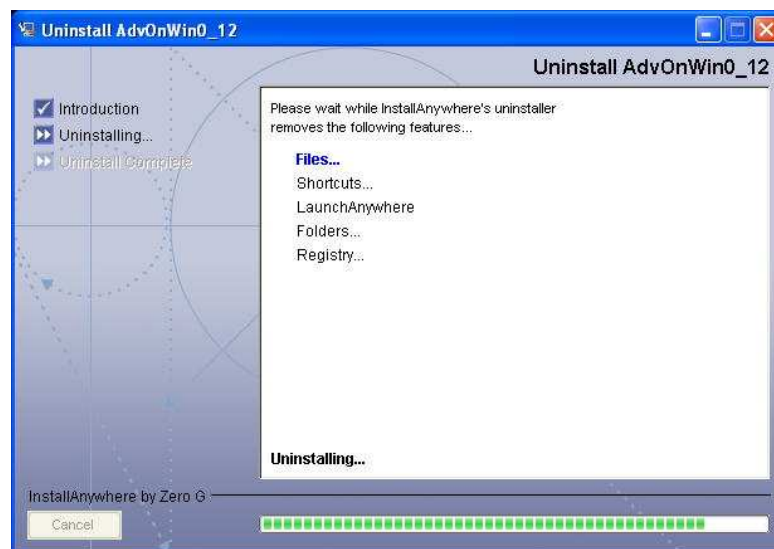 Uninstall AdvOnWin0_12
Uninstall AdvOnWin0_12
Introduction
Uninstalling...
Uninstall Complete
Please wait while InstallAnywhere's uninstaller
removes the following features...
Files...
Shortcuts...
LaunchAnywhere
Folders...
Registry...
Uninstalling...
InstallAnywhere by Zero G
Cancel